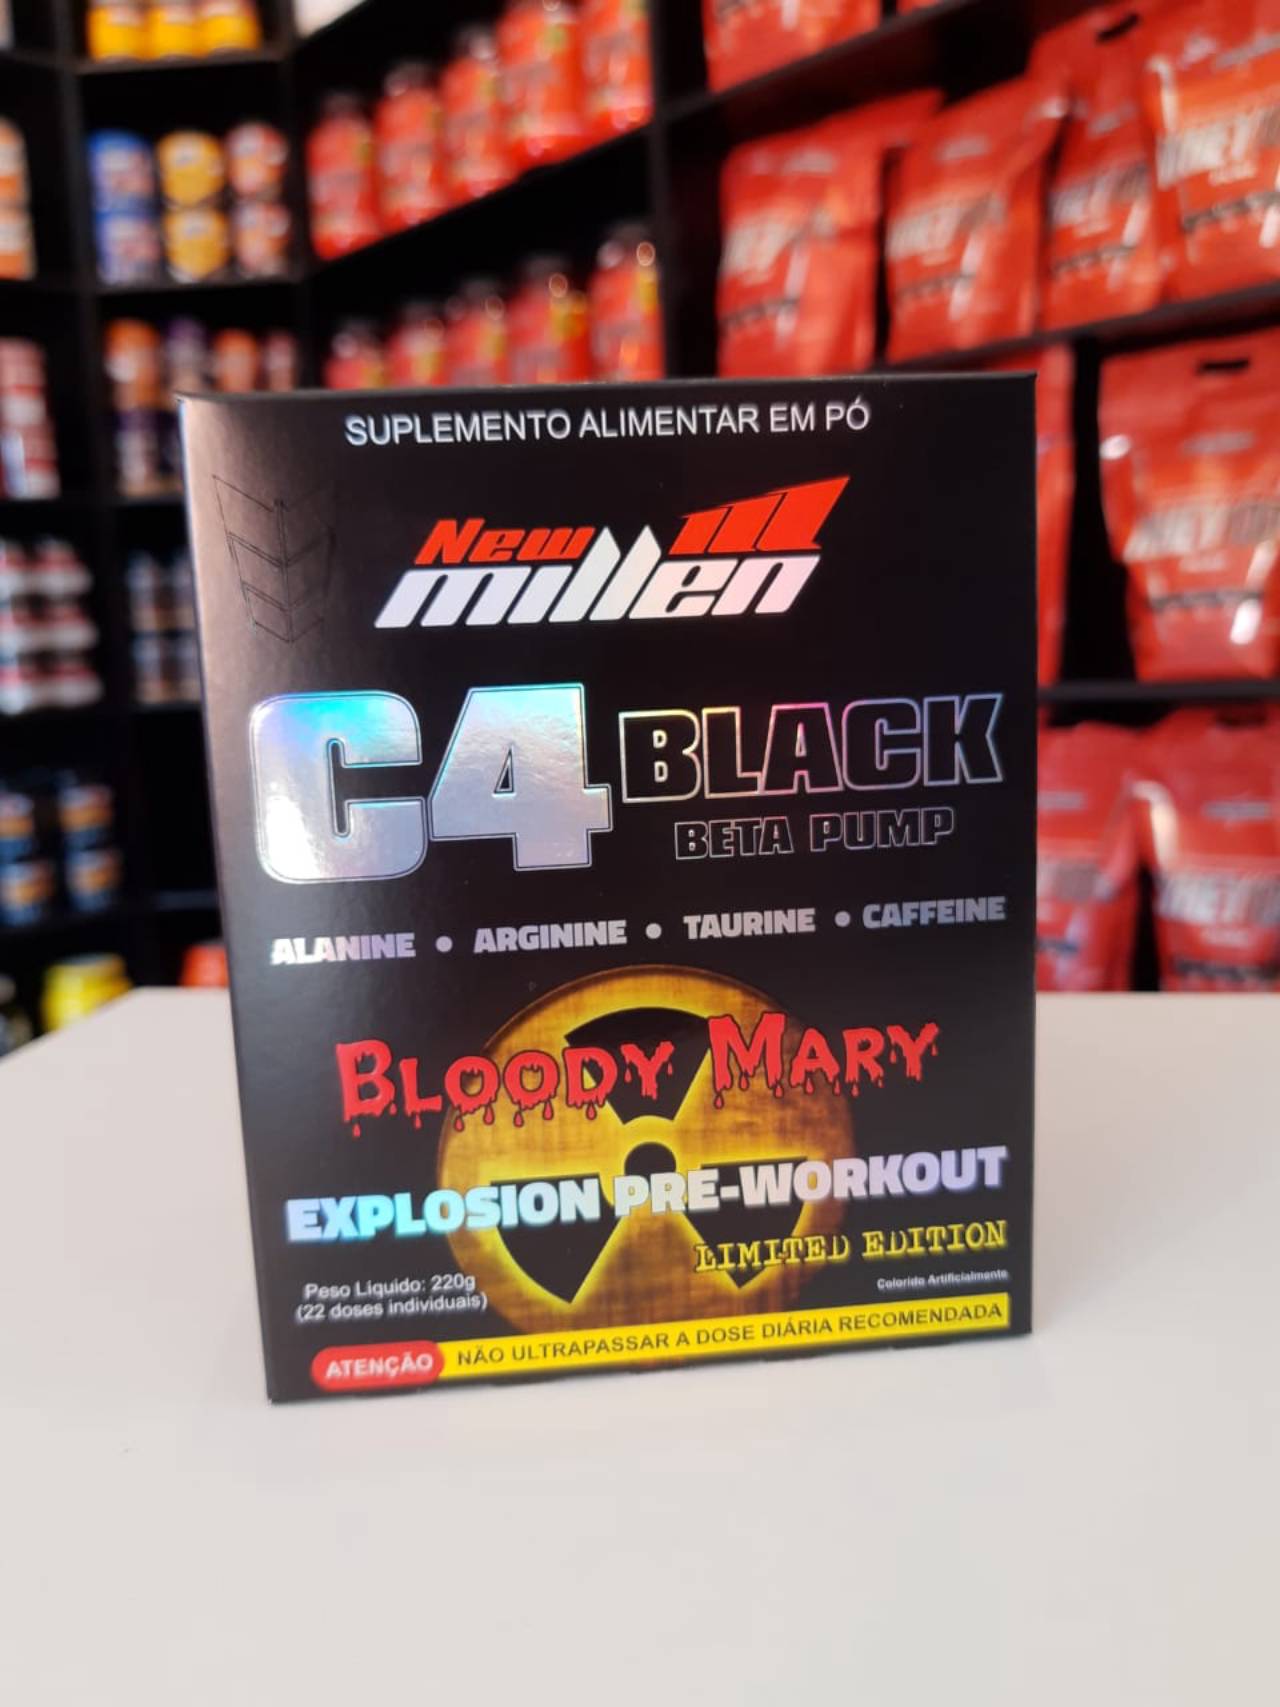 SUPLEMENTO ALIMENTAR EM PÓ
New
millen
C4 BLACK
BETA PUMP
ALANINE • ARGININE • TAURINE • CAFFEINE
BLOODY MARY
EXPLOSION PRE-WORKOUT
LIMITED EDITION
Colorido Artificialmente
Peso Líquido: 220g
(22 doses individuais)
ATENÇÃO NÃO ULTRAPASSAR A DOSE DIÁRIA RECOMENDADA